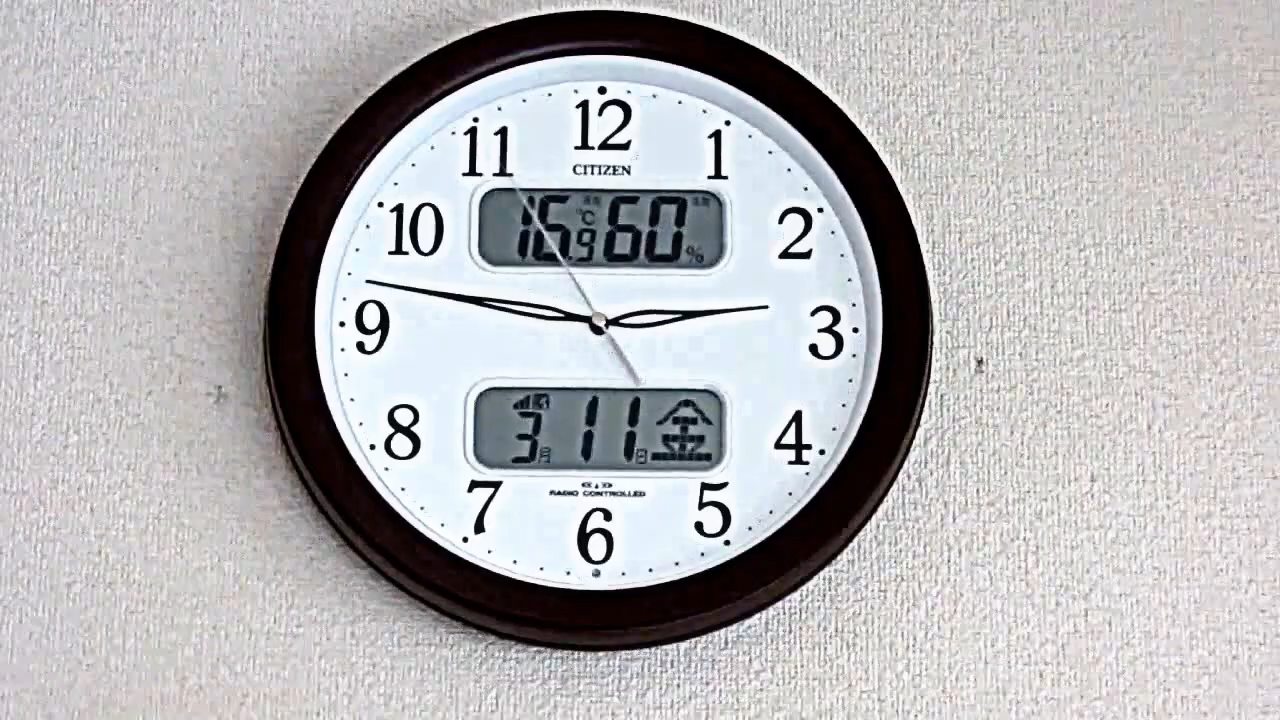 12
11 1
CITIZEN
10 16.9 ℃ 60 % 2
9 3
8 3月 11日 金 4
RADIO CONTROLLED
7 5
6